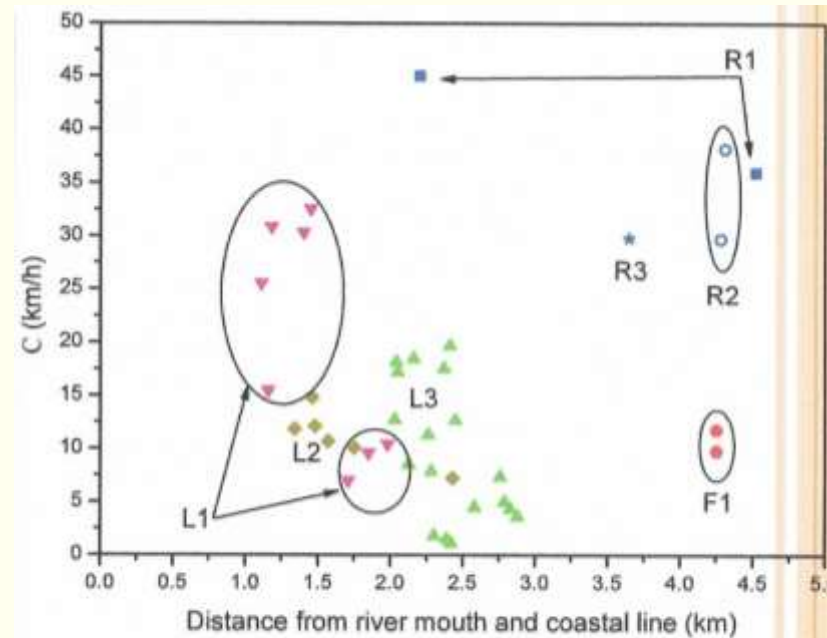 50
45
40
35
30
25
20
15
10
5
0
C (km/h)
R1
R3
R2
L3
L2
L1
F1
0.0 0.5 1.0 1.5 2.0 2.5 3.0 3.5 4.0 4.5 5.
Distance from river mouth and coastal line (km)